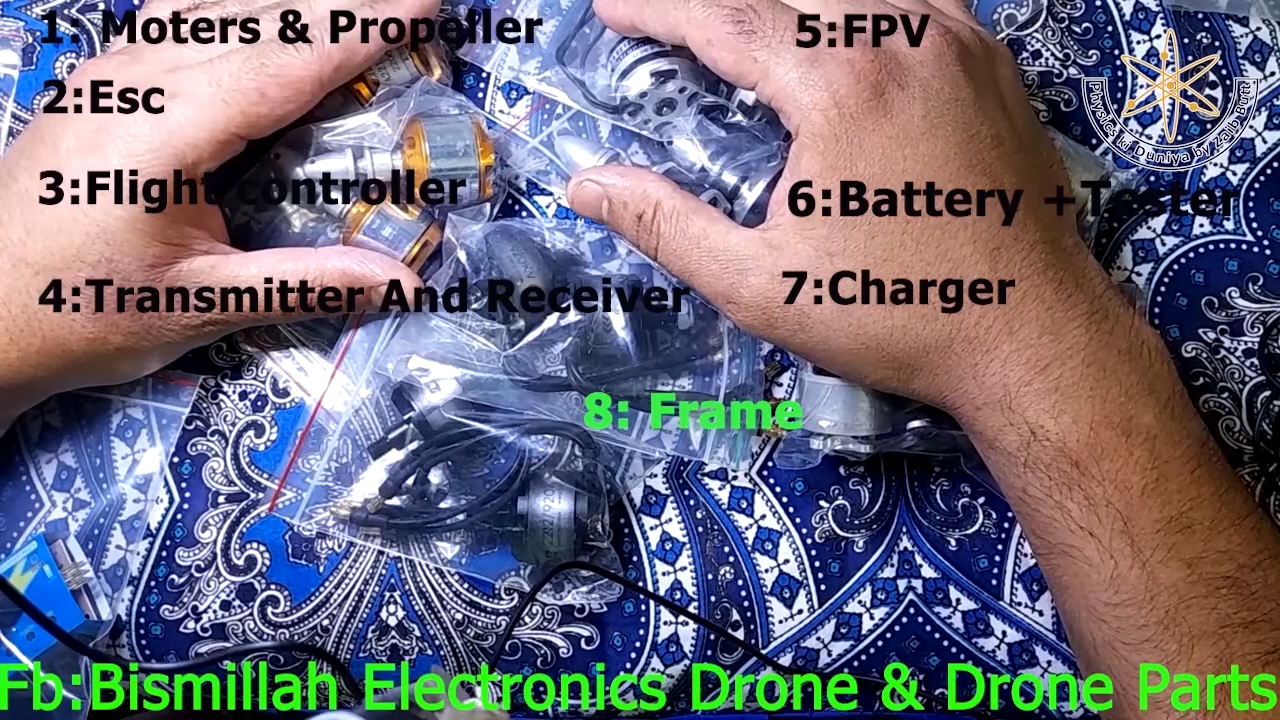 1: Moters & Propeller
2:Esc
3:Flight controller
4:Transmitter And Receiver
5:FPV
6:Battery +Tester
7:Charger
8: Frame
Physics ki Duniya by Zaib Butt
Fb:Bismillah Electronics Drone & Drone Parts